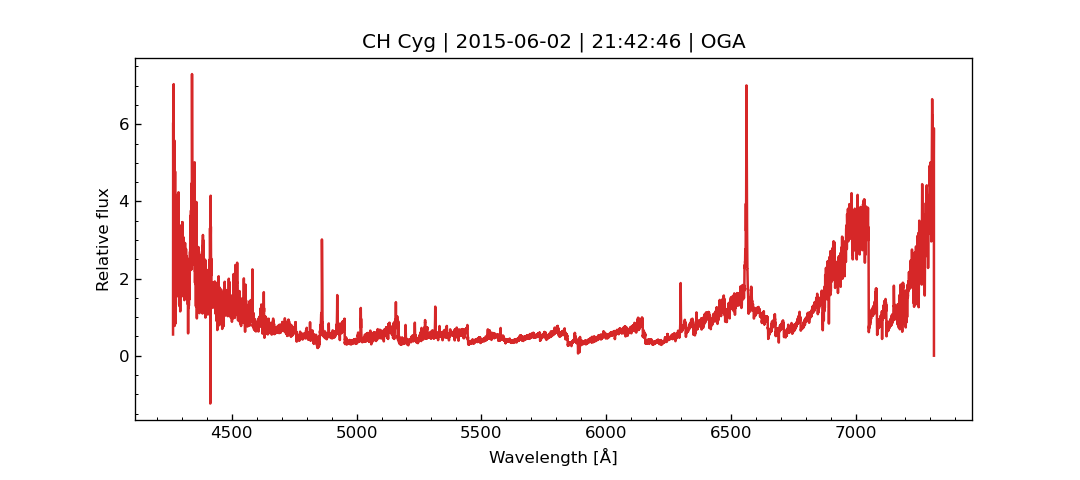 CH Cyg | 2015-06-02 | 21:42:46 | OGA
Relative flux
6
4
2
0
4500 5000 5500 6000 6500 7000
Wavelength [Å]